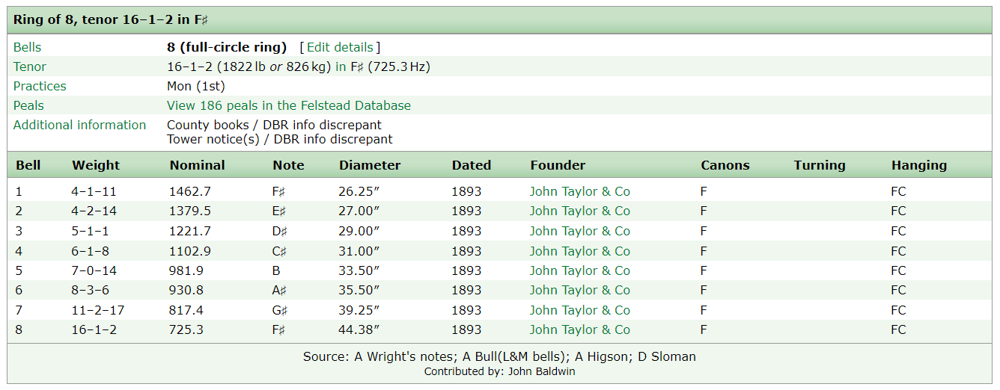 Ring of 8, tenor 16–1–2 in F♯
Bells 8 (full-circle ring) [Edit details]
Tenor 16–1–2 (1822 lb or 826 kg) in F♯ (725.3 Hz)
Practices Mon (1st)
Peals View 186 peals in the Felstead Database
Additional information County books / DBR info discrepant
Tower notice(s) / DBR info discrepant
Bell Weight Nominal Note Diameter Dated Founder Canons Turning Hanging
1 4–1–11 1462.7 F♯ 26.25″ 1893 John Taylor & Co F FC
2 4–2–14 1379.5 E♯ 27.00″ 1893 John Taylor & Co F FC
3 5–1–1 1221.7 D♯ 29.00″ 1893 John Taylor & Co F FC
4 6–1–8 1102.9 C♯ 31.00″ 1893 John Taylor & Co F FC
5 7–0–14 981.9 B 33.50″ 1893 John Taylor & Co F FC
6 8–3–6 930.8 A♯ 35.50″ 1893 John Taylor & Co F FC
7 11–2–17 817.4 G♯ 39.25″ 1893 John Taylor & Co F FC
8 16–1–2 725.3 F♯ 44.38″ 1893 John Taylor & Co F FC
Source: A Wright's notes; A Bull(L&M bells); A Higson; D Sloman
Contributed by: John Baldwin